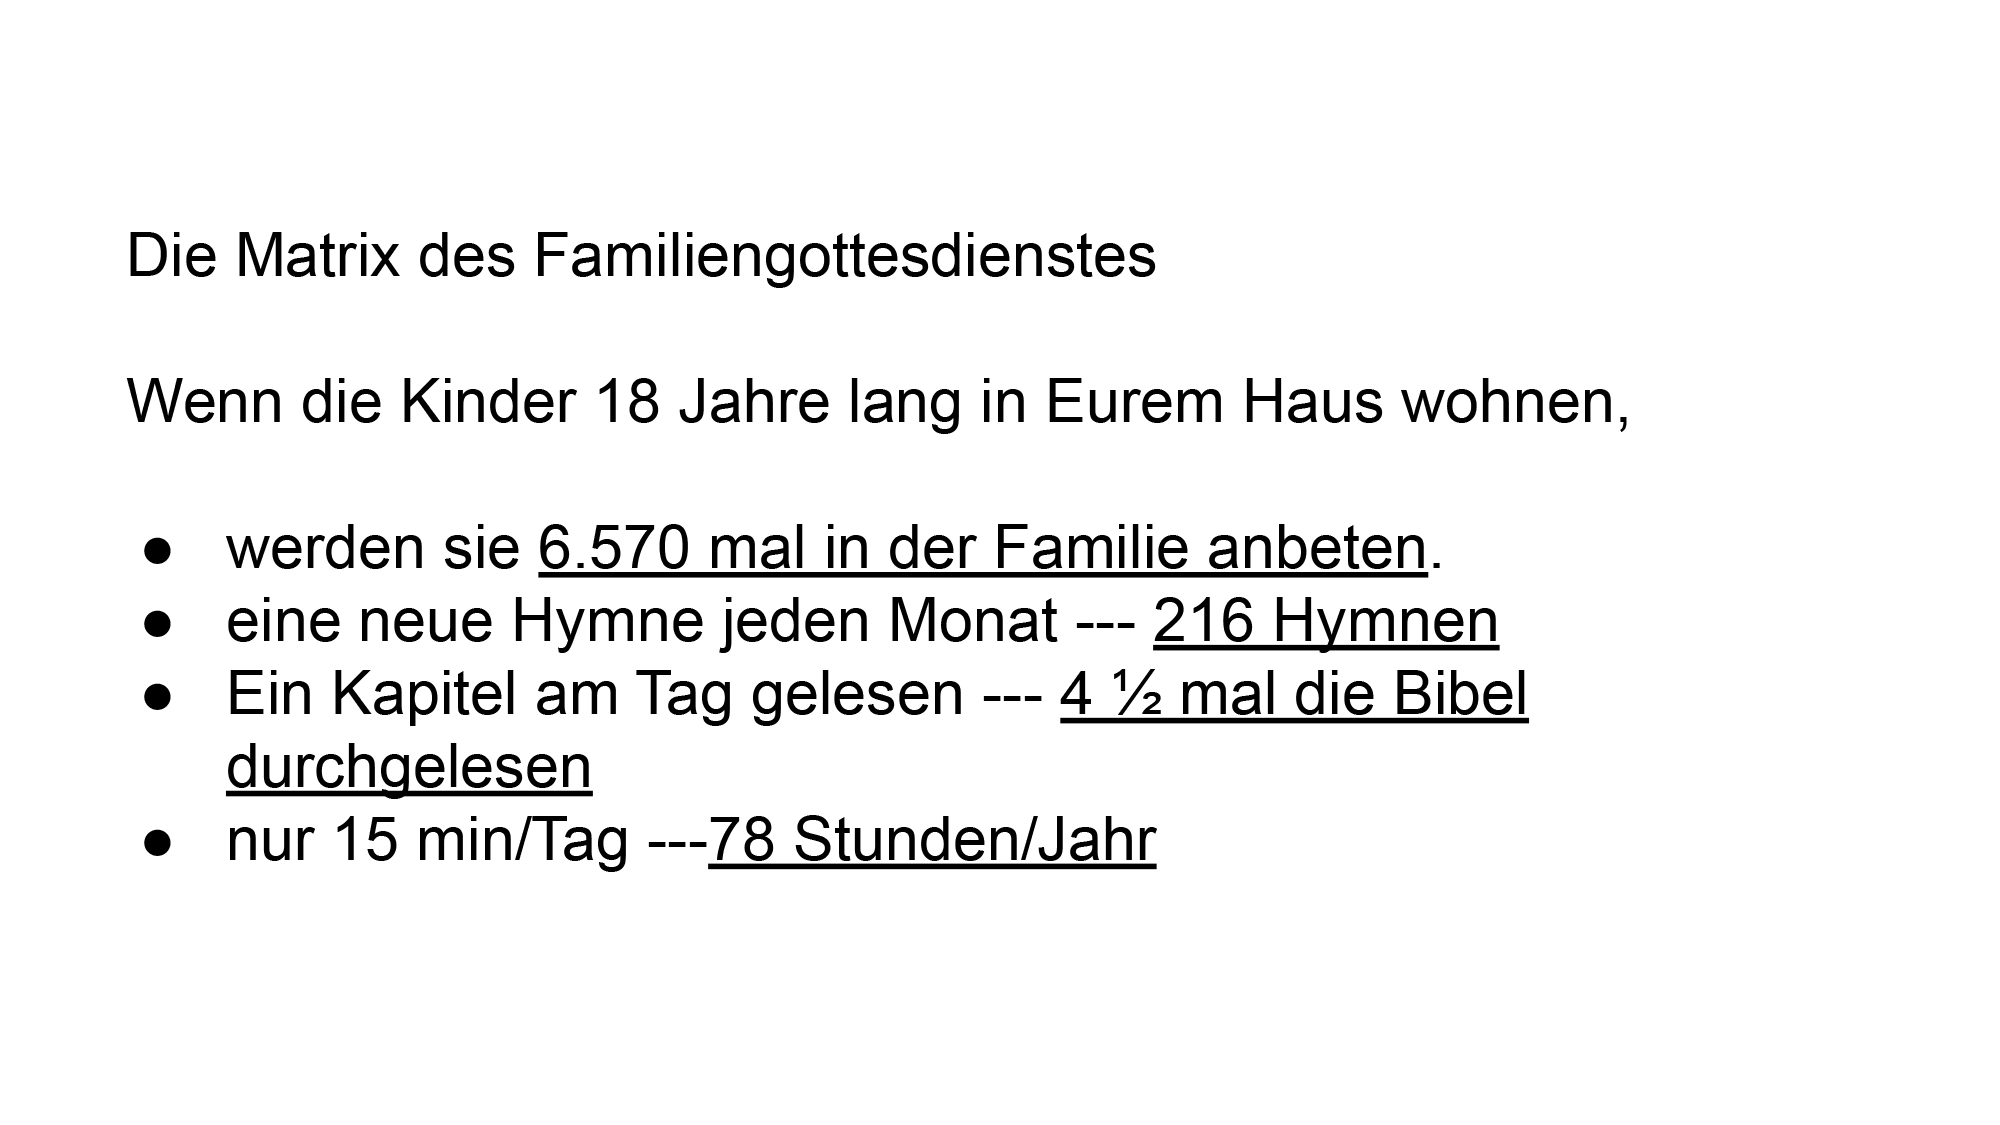 Die Matrix des Familiengottesdienstes
Wenn die Kinder 18 Jahre lang in Eurem Haus wohnen,
● werden sie 6.570 mal in der Familie anbeten.
● eine neue Hymne jeden Monat --- 216 Hymnen
● Ein Kapitel am Tag gelesen --- 4 ½ mal die Bibel
durchgelesen
● nur 15 min/Tag ---78 Stunden/Jahr